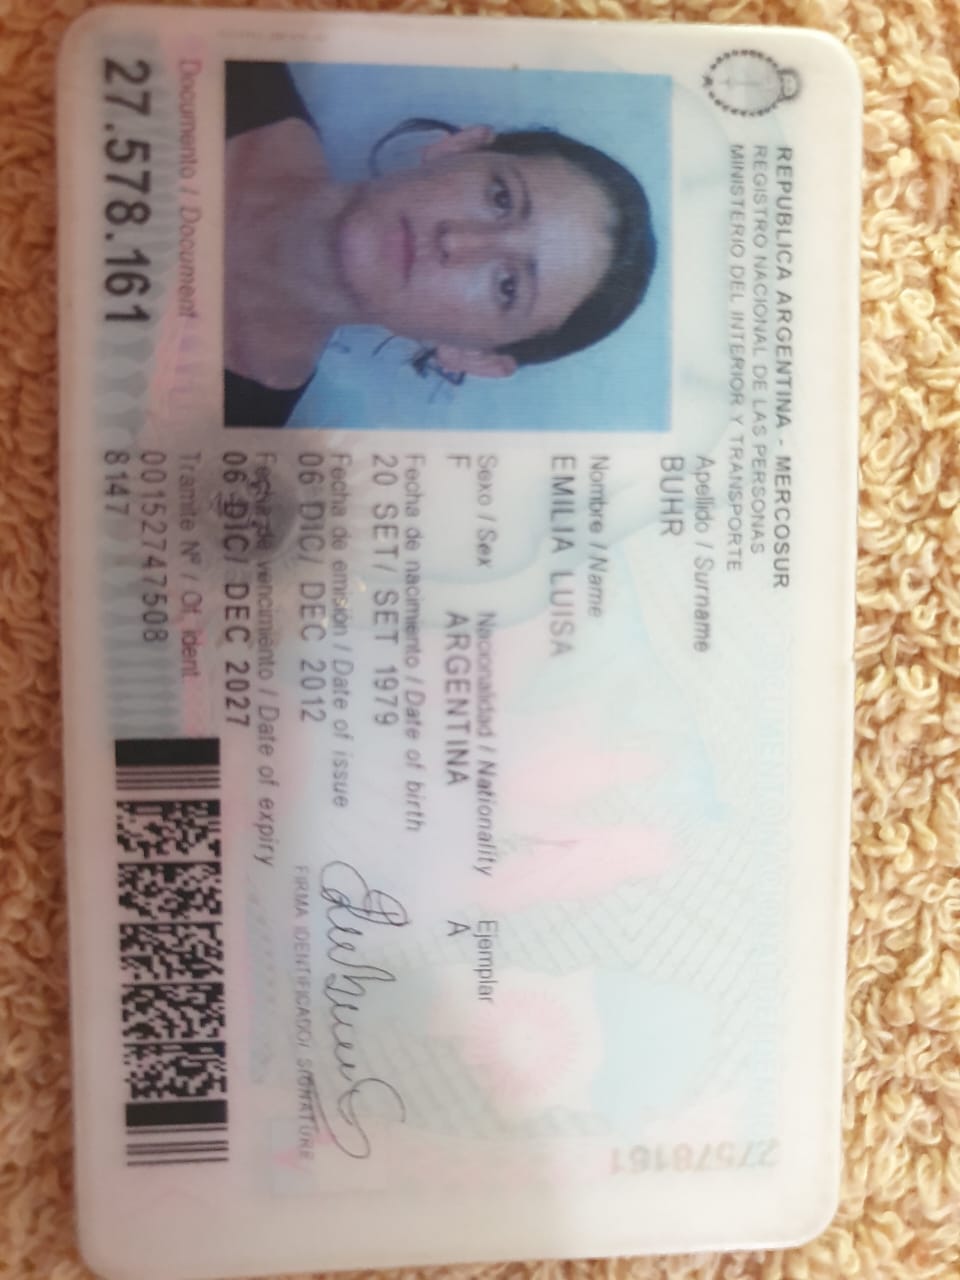 REPUBLICA ARGENTINA - MERCOSUR
REGISTRO NACIONAL DE LAS PERSONAS
MINISTERIO DEL INTERIOR Y TRANSPORTE
Apellido / Surname
BUHR
Nombre / Name
EMILIA LUISA
Sexo / Sex Nacionalidad / Nationality Ejemplar
F ARGENTINA A
Fecha de nacimiento / Date of birth
20 SET/ SET 1979
Fecha de emisión / Date of issue
06 DIC/ DEC 2012
Fecha de vencimiento / Date of expiry
06 DIC/ DEC 2027
FIRMA IDENTIFICADO/ SIGNATURE
Documento / Document
27.578.161
Tramite Nº / Of. ident
00152747508
8147
27578161